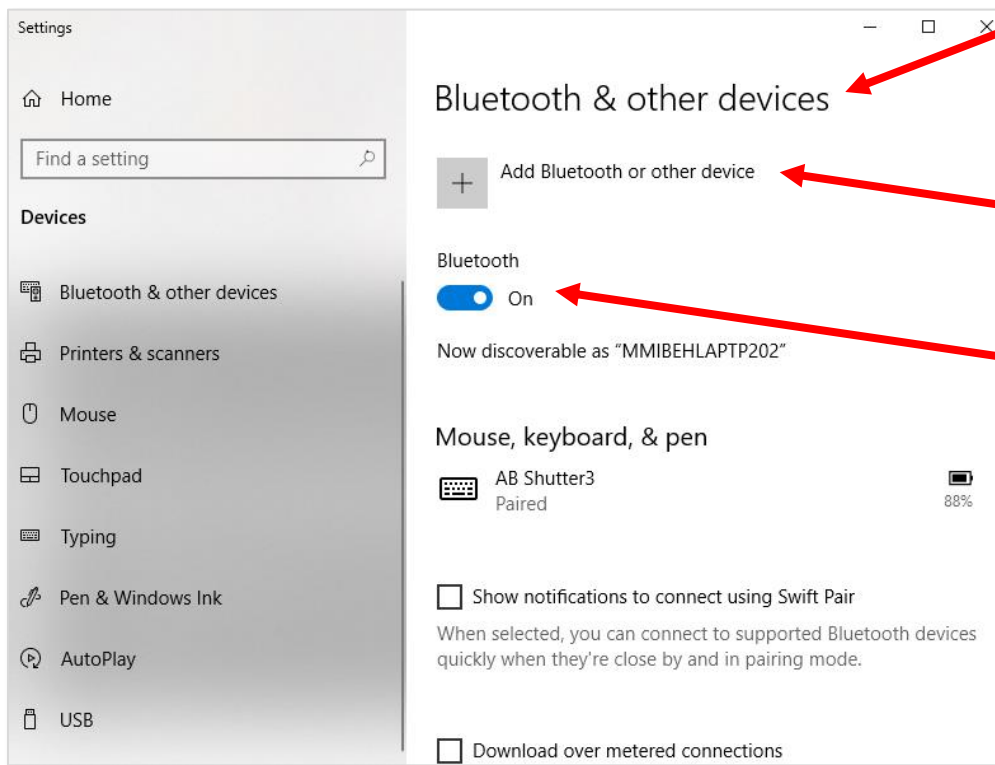 Settings
Home
Find a setting
Devices
Bluetooth & other devices
Printers & scanners
Mouse
Touchpad
Typing
Pen & Windows Ink
AutoPlay
USB
Bluetooth & other devices
Add Bluetooth or other device
Bluetooth
On
Now discoverable as “MMIBEHLAPTP202”
Mouse, keyboard, & pen
AB Shutter3
Paired
88%
Show notifications to connect using Swift Pair
When selected, you can connect to supported Bluetooth devices
quickly when they're close by and in pairing mode.
Download over metered connections